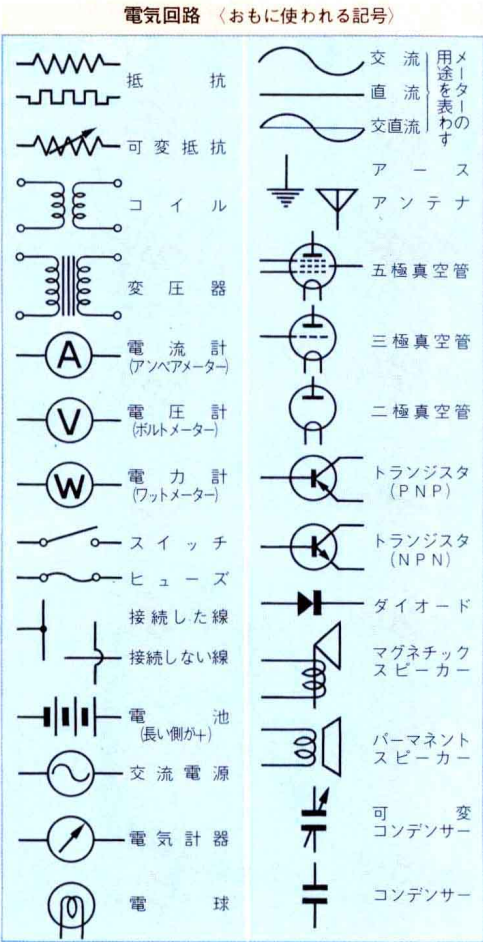 電気回路 〈おもに使われる記号〉
抵抗
可変抵抗
コイル
変圧器
A
電流計
(アンペアメーター)
V
電圧計
(ボルトメーター)
W
電力計
(ワットメーター)
スイッチ
ヒューズ
接続した線
接続しない線
電池
(長い側が+)
交流電源
電気計器
電球
交流
直流
交直流
メーターの
用途を表わす
アース
アンテナ
五極真空管
三極真空管
二極真空管
トランジスタ
(PNP)
トランジスタ
(NPN)
ダイオード
マグネチック
スピーカー
パーマネント
スピーカー
可変
コンデンサー
コンデンサー